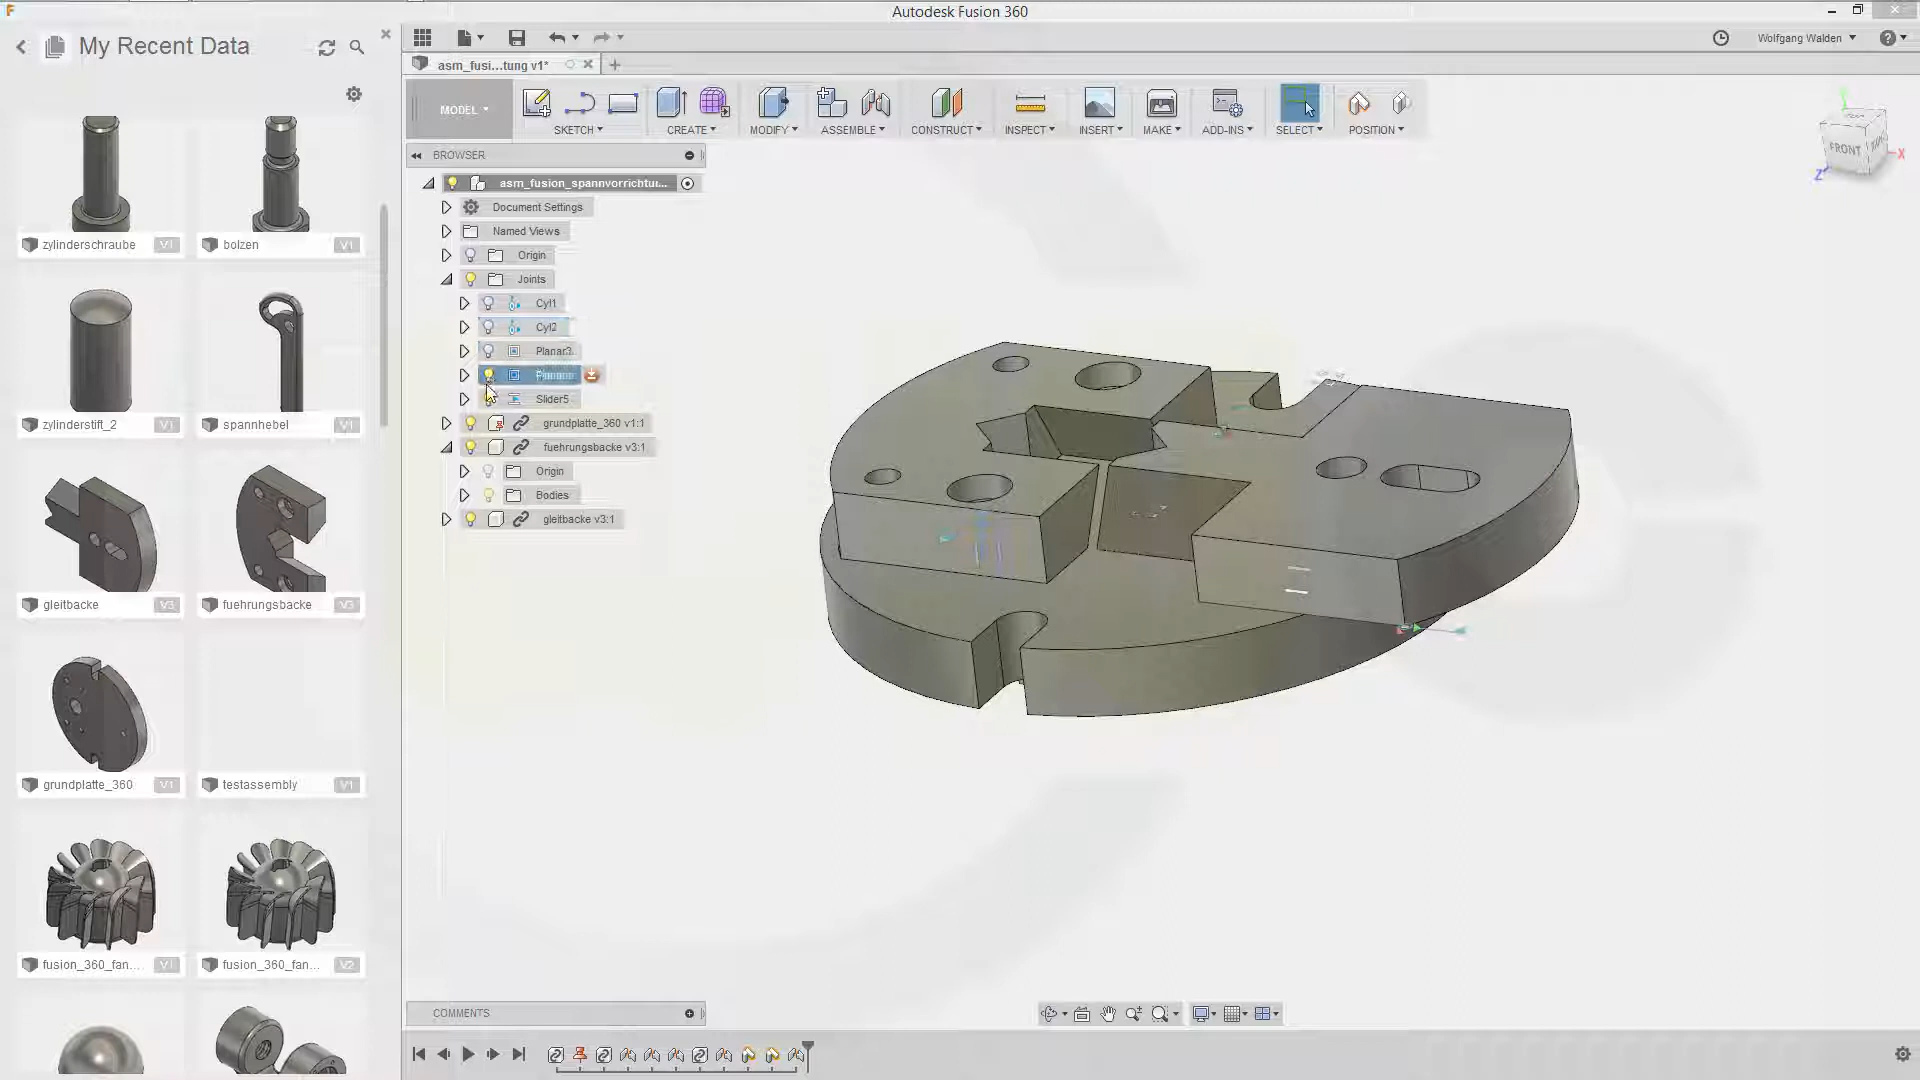 Autodesk Fusion 360
My Recent Data
Wolfgang Walden
asm_fusi...tung v1*
MODEL
SKETCH
CREATE
MODIFY
ASSEMBLE
CONSTRUCT
INSPECT
INSERT
MAKE
ADD-INS
SELECT
POSITION
FRONT
X
Z
BROWSER
Document Settings
Named Views
Origin
Joints
Cyl1
Cyl2
Slider5
grundplatte_360 v1:1
fuehrungsbacke v3:1
Origin
Bodies
gleitbacke v3:1
zylinderschraube V1
bolzen V1
zylinderstift_2 V1
spannhebel V1
gleitbacke V3
fuehrungsbacke V3
grundplatte_360 V1
testassembly V1
fusion_360_fan... V1
fusion_360_fan... V2
COMMENTS